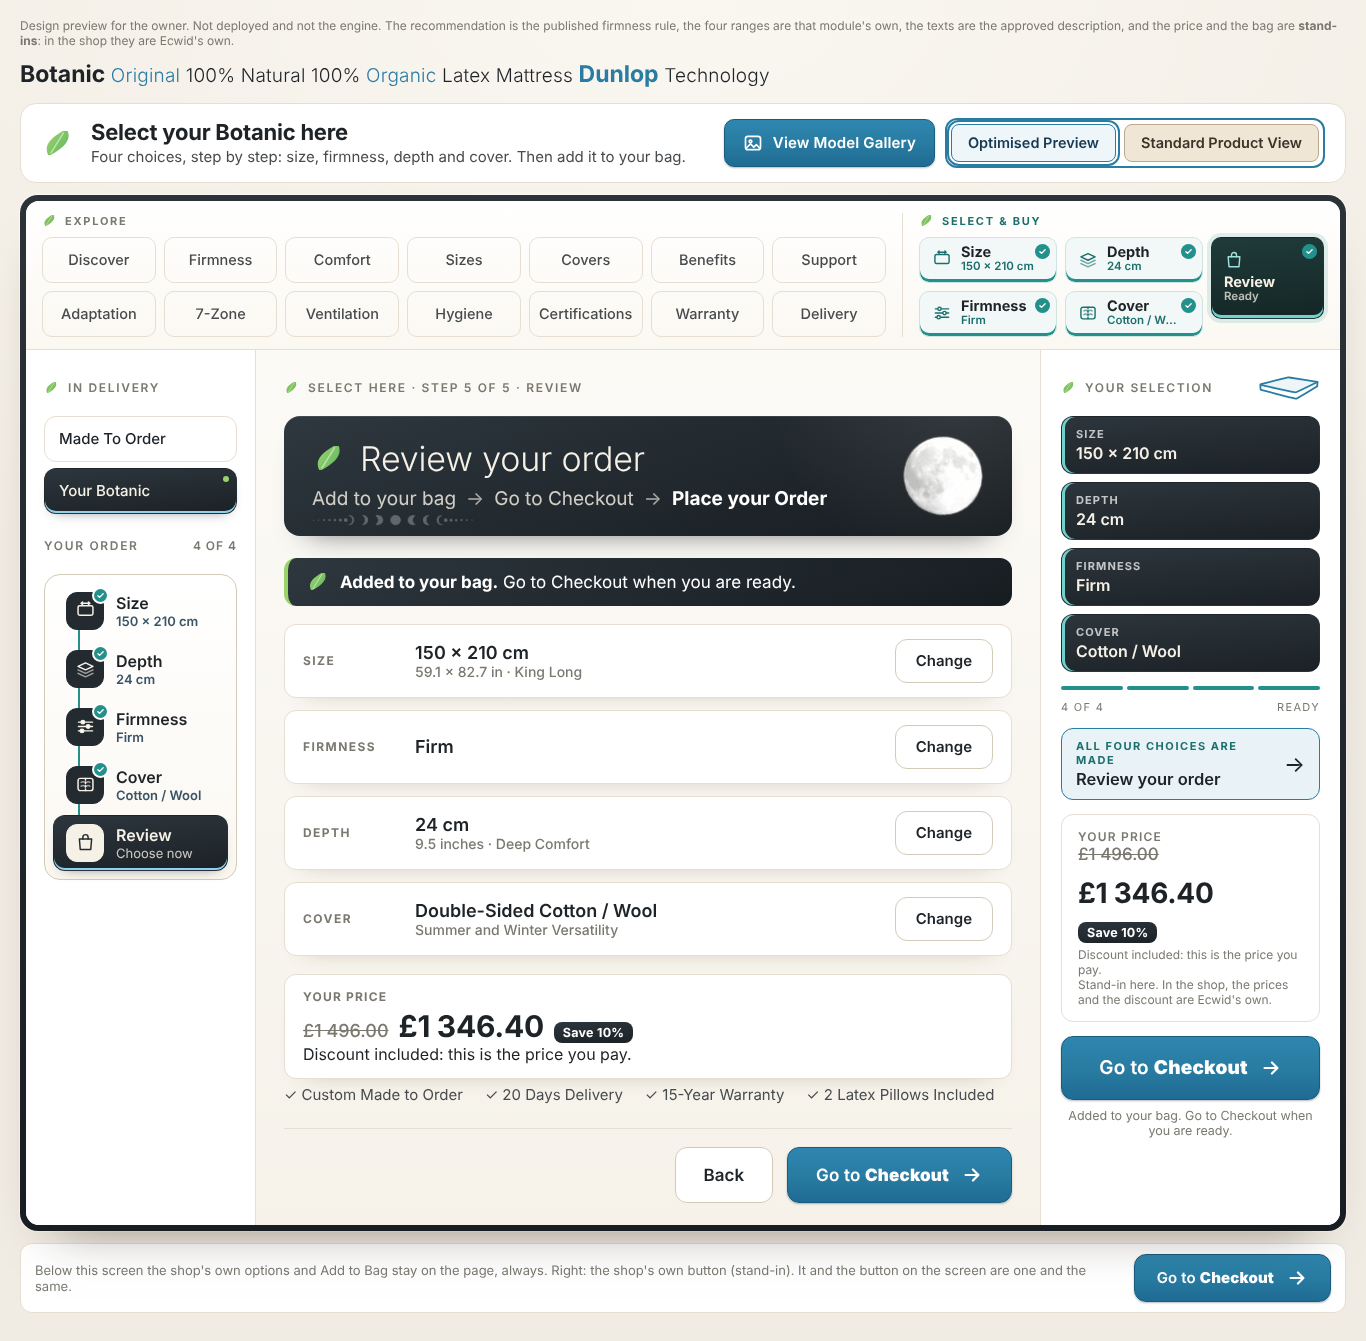 Design preview for the owner. Not deployed and not the engine. The recommendation is the published firmness rule, the four ranges are that module's own, the texts are the approved description, and the price and the bag are stand-
ins: in the shop they are Ecwid's own.
Botanic Original 100% Natural 100% Organic Latex Mattress Dunlop Technology
Select your Botanic here
Four choices, step by step: size, firmness, depth and cover. Then add it to your bag.
View Model Gallery
Optimised Preview
Standard Product View
EXPLORE
Discover
Firmness
Comfort
Sizes
Covers
Benefits
Support
Adaptation
7-Zone
Ventilation
Hygiene
Certifications
Warranty
Delivery
SELECT & BUY
Size
150 × 210 cm
Depth
24 cm
Firmness
Firm
Cover
Cotton / W...
Review
Ready
IN DELIVERY
Made To Order
Your Botanic
YOUR ORDER
4 OF 4
Size
150 × 210 cm
Depth
24 cm
Firmness
Firm
Cover
Cotton / Wool
Review
Choose now
SELECT HERE · STEP 5 OF 5 · REVIEW
Review your order
Add to your bag → Go to Checkout → Place your Order
Added to your bag. Go to Checkout when you are ready.
SIZE
150 × 210 cm
59.1 × 82.7 in · King Long
Change
FIRMNESS
Firm
Change
DEPTH
24 cm
9.5 inches · Deep Comfort
Change
COVER
Double-Sided Cotton / Wool
Summer and Winter Versatility
Change
YOUR PRICE
£1 496.00 £1 346.40 Save 10%
Discount included: this is the price you pay.
✓ Custom Made to Order ✓ 20 Days Delivery ✓ 15-Year Warranty ✓ 2 Latex Pillows Included
Back
Go to Checkout →
YOUR SELECTION
SIZE
150 × 210 cm
DEPTH
24 cm
FIRMNESS
Firm
COVER
Cotton / Wool
4 OF 4
READY
ALL FOUR CHOICES ARE
MADE
Review your order →
YOUR PRICE
£1 496.00
£1 346.40
Save 10%
Discount included: this is the price you
pay.
Stand-in here. In the shop, the prices
and the discount are Ecwid's own.
Go to Checkout →
Added to your bag. Go to Checkout when
you are ready.
Below this screen the shop's own options and Add to Bag stay on the page, always. Right: the shop's own button (stand-in). It and the button on the screen are one and the
same.
Go to Checkout →